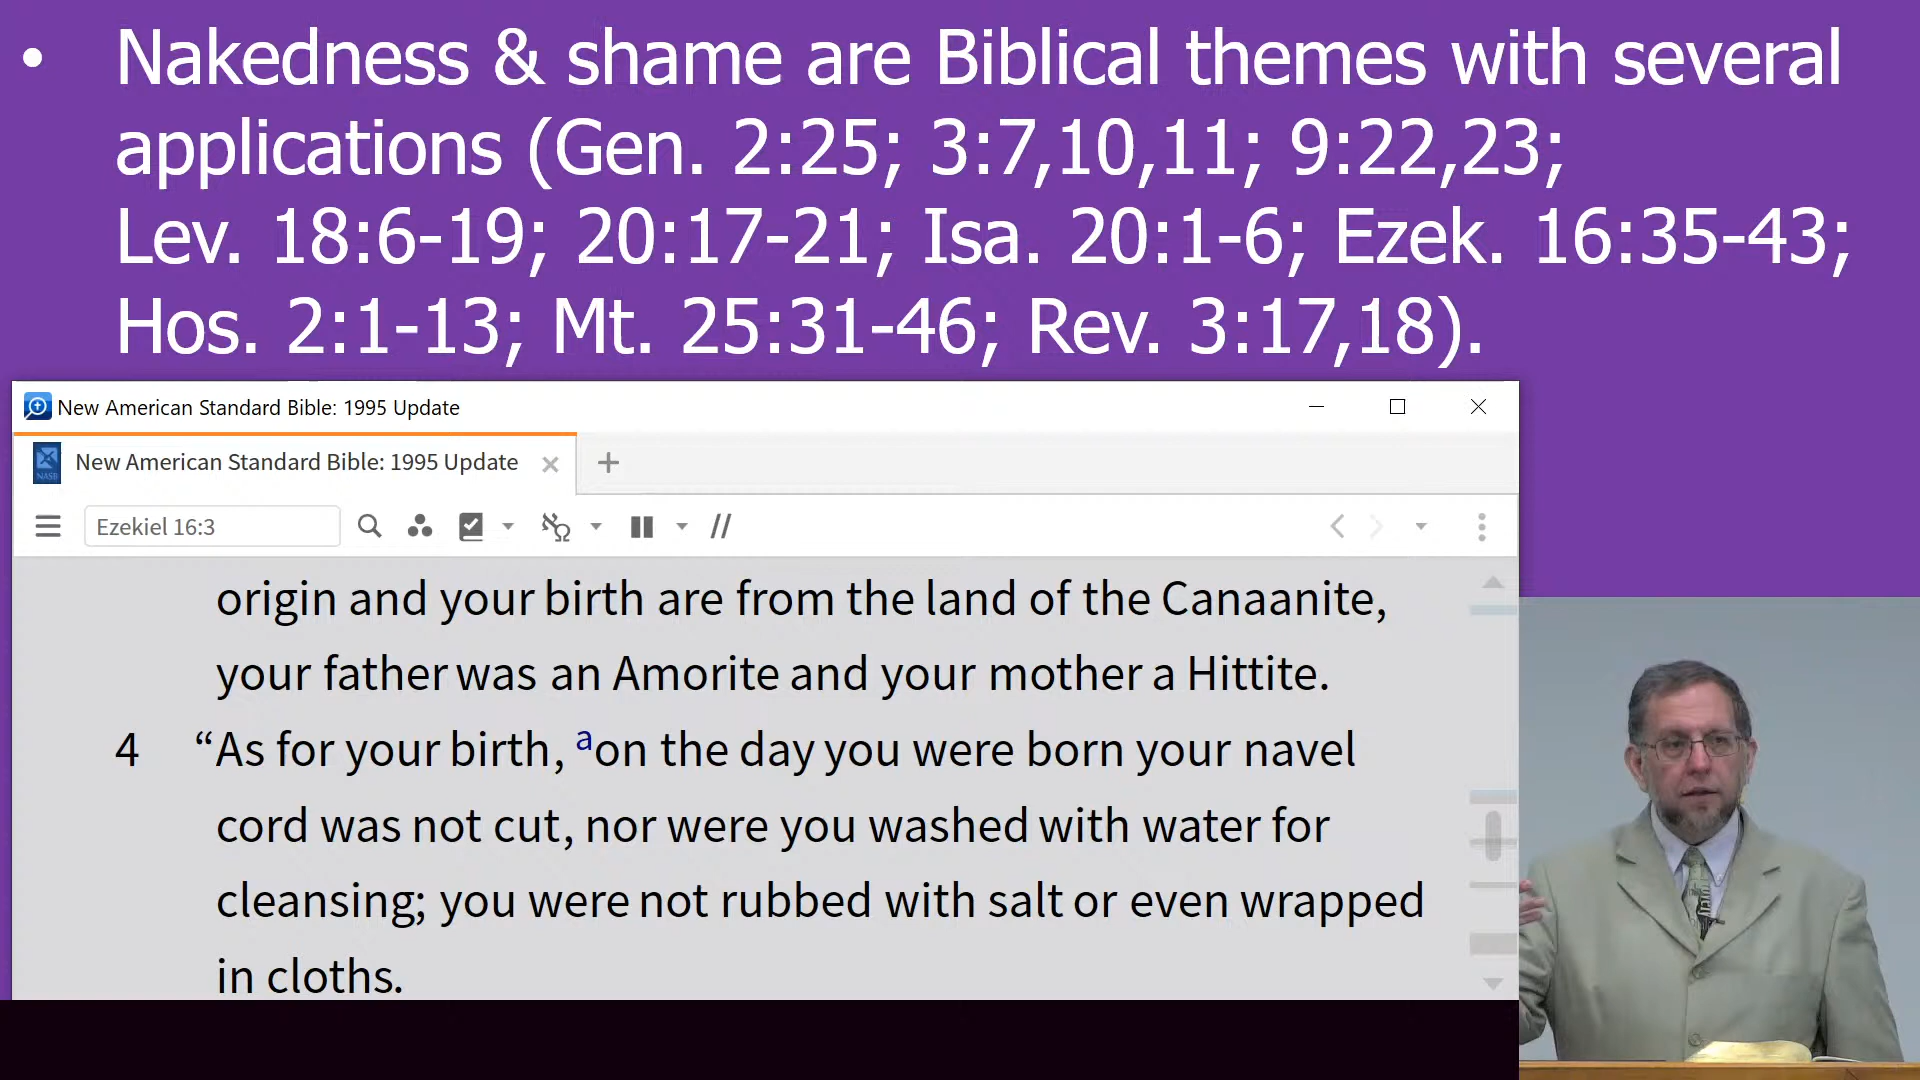 • Nakedness & shame are Biblical themes with several
applications (Gen. 2:25; 3:7,10,11; 9:22,23;
Lev. 18:6-19; 20:17-21; Isa. 20:1-6; Ezek. 16:35-43;
Hos. 2:1-13; Mt. 25:31-46; Rev. 3:17,18).
New American Standard Bible: 1995 Update
NASB
New American Standard Bible: 1995 Update
Ezekiel 16:3
origin and your birth are from the land of the Canaanite,
your father was an Amorite and your mother a Hittite.
4 “As for your birth, aon the day you were born your navel
cord was not cut, nor were you washed with water for
cleansing; you were not rubbed with salt or even wrapped
in cloths.